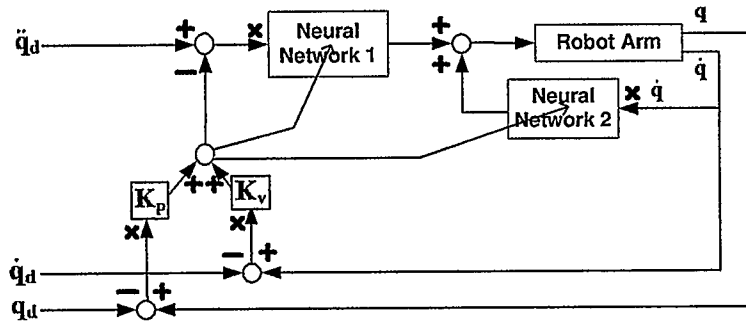 q
+
×
Neural
Network 1
+
Robot Arm
q̈d
−
+
q̇
Neural
Network 2
×
q̇
+
+
Kp
Kv
×
×
−
+
q̇d
−
+
qd